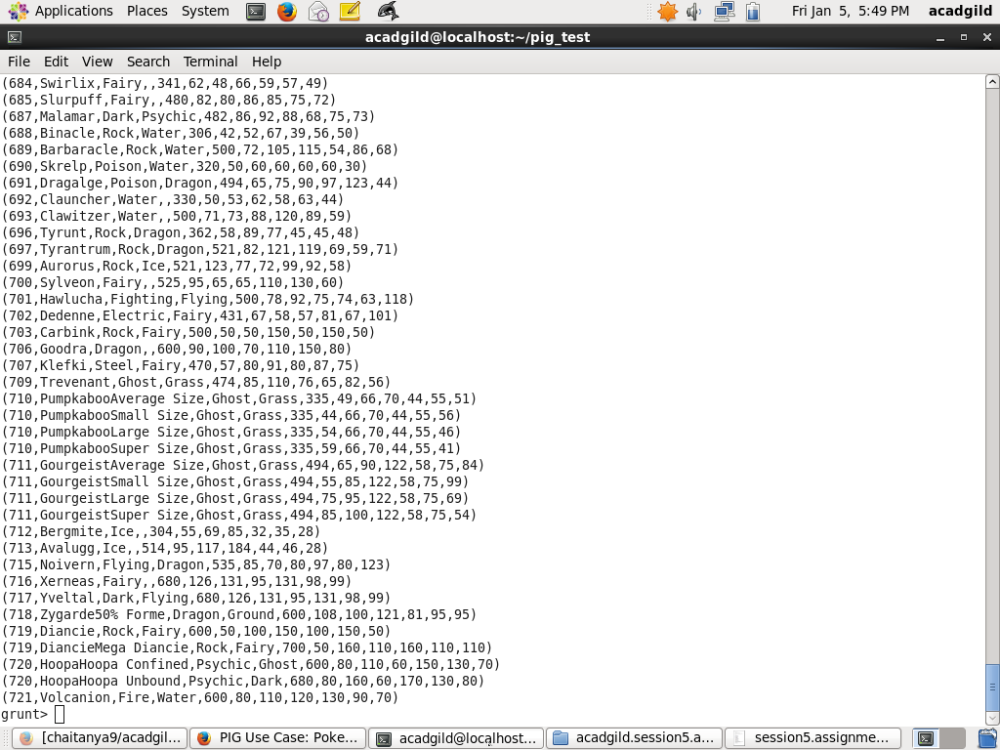 Applications Places System Fri Jan 5, 5:49 PM acadgild
acadgild@localhost:~/pig_test
File Edit View Search Terminal Help
(684,Swirlix,Fairy,,341,62,48,66,59,57,49)
(685,Slurpuff,Fairy,,480,82,80,86,85,75,72)
(687,Malamar,Dark,Psychic,482,86,92,88,68,75,73)
(688,Binacle,Rock,Water,306,42,52,67,39,56,50)
(689,Barbaracle,Rock,Water,500,72,105,115,54,86,68)
(690,Skrelp,Poison,Water,320,50,60,60,60,60,30)
(691,Dragalge,Poison,Dragon,494,65,75,90,97,123,44)
(692,Clauncher,Water,,330,50,53,62,58,63,44)
(693,Clawitzer,Water,,500,71,73,88,120,89,59)
(696,Tyrunt,Rock,Dragon,362,58,89,77,45,45,48)
(697,Tyrantrum,Rock,Dragon,521,82,121,119,69,59,71)
(699,Aurorus,Rock,Ice,521,123,77,72,99,92,58)
(700,Sylveon,Fairy,,525,95,65,65,110,130,60)
(701,Hawlucha,Fighting,Flying,500,78,92,75,74,63,118)
(702,Dedenne,Electric,Fairy,431,67,58,57,81,67,101)
(703,Carbink,Rock,Fairy,500,50,50,150,50,150,50)
(706,Goodra,Dragon,,600,90,100,70,110,150,80)
(707,Klefki,Steel,Fairy,470,57,80,91,80,87,75)
(709,Trevenant,Ghost,Grass,474,85,110,76,65,82,56)
(710,PumpkabooAverage Size,Ghost,Grass,335,49,66,70,44,55,51)
(710,PumpkabooSmall Size,Ghost,Grass,335,44,66,70,44,55,56)
(710,PumpkabooLarge Size,Ghost,Grass,335,54,66,70,44,55,46)
(710,PumpkabooSuper Size,Ghost,Grass,335,59,66,70,44,55,41)
(711,GourgeistAverage Size,Ghost,Grass,494,65,90,122,58,75,84)
(711,GourgeistSmall Size,Ghost,Grass,494,55,85,122,58,75,99)
(711,GourgeistLarge Size,Ghost,Grass,494,75,95,122,58,75,69)
(711,GourgeistSuper Size,Ghost,Grass,494,85,100,122,58,75,54)
(712,Bergmite,Ice,,304,55,69,85,32,35,28)
(713,Avalugg,Ice,,514,95,117,184,44,46,28)
(715,Noivern,Flying,Dragon,535,85,70,80,97,80,123)
(716,Xerneas,Fairy,,680,126,131,95,131,98,99)
(717,Yveltal,Dark,Flying,680,126,131,95,131,98,99)
(718,Zygarde50% Forme,Dragon,Ground,600,108,100,121,81,95,95)
(719,Diancie,Rock,Fairy,600,50,100,150,100,150,50)
(719,DiancieMega Diancie,Rock,Fairy,700,50,160,110,160,110,110)
(720,HoopaHoopa Confined,Psychic,Ghost,600,80,110,60,150,130,70)
(720,HoopaHoopa Unbound,Psychic,Dark,680,80,160,60,170,130,80)
(721,Volcanion,Fire,Water,600,80,110,120,130,90,70)
grunt>
[chaitanya9/acadgil... PIG Use Case: Poke... acadgild@localhost... acadgild.session5.a... session5.assignme...